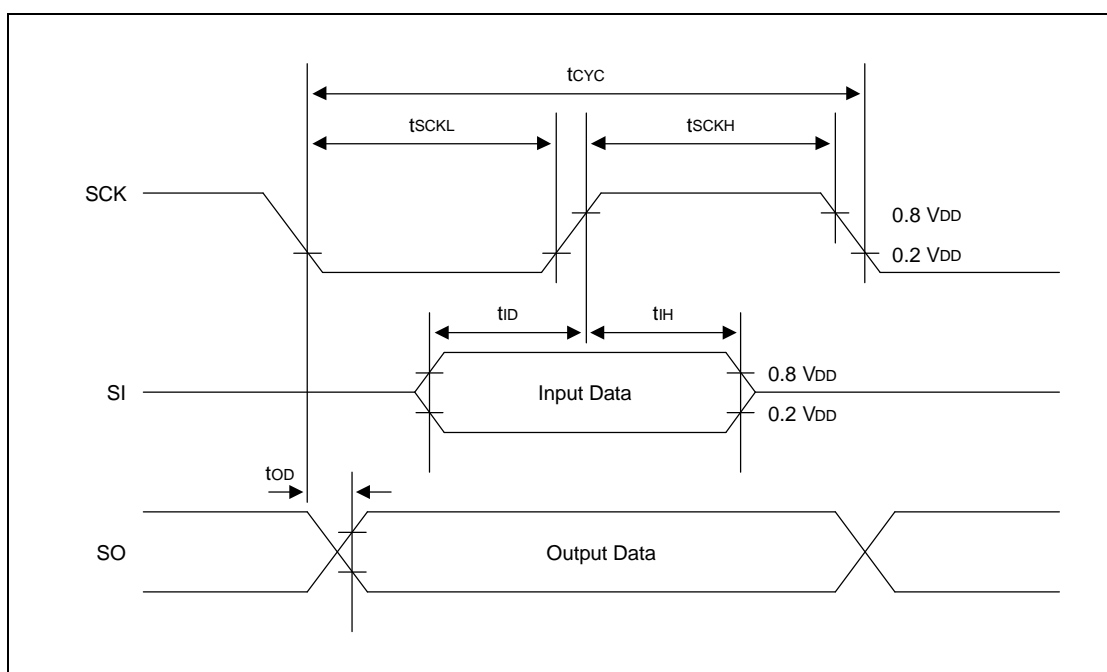 tCYC
tSCKL
tSCKH
SCK
0.8 VDD
0.2 VDD
tID
tIH
SI
Input Data
0.8 VDD
0.2 VDD
tOD
SO
Output Data